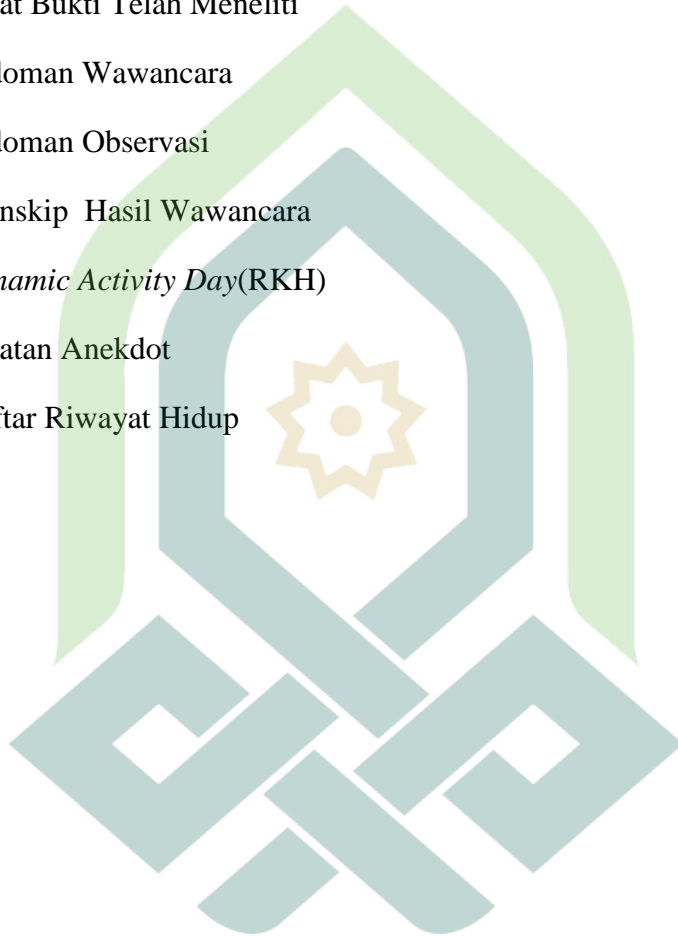 at Bukti Telah Meneliti
doman Wawancara
doman Observasi
nskip Hasil Wawancara
namic Activity Day(RKH)
atan Anekdot
ftar Riwayat Hidup